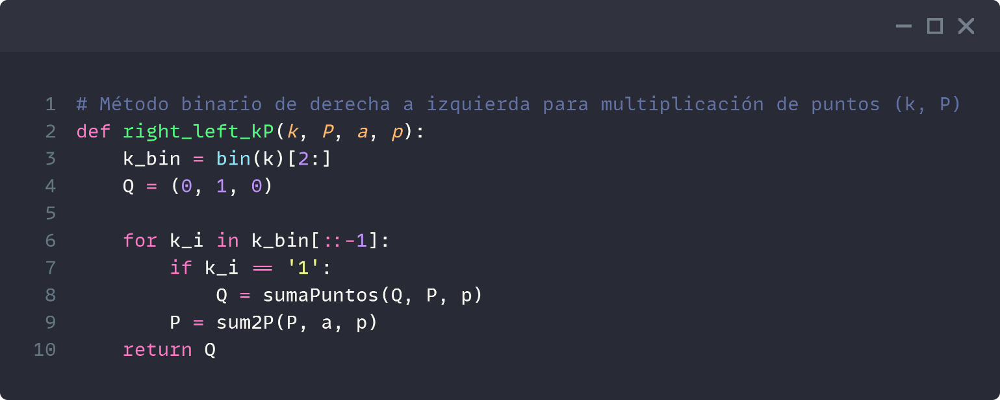 1 # Método binario de derecha a izquierda para multiplicación de puntos (k, P)
2 def right_left_kP(k, P, a, p):
3     k_bin = bin(k)[2:]
4     Q = (0, 1, 0)
5
6     for k_i in k_bin[::-1]:
7         if k_i == '1':
8             Q = sumaPuntos(Q, P, p)
9         P = sum2P(P, a, p)
10     return Q